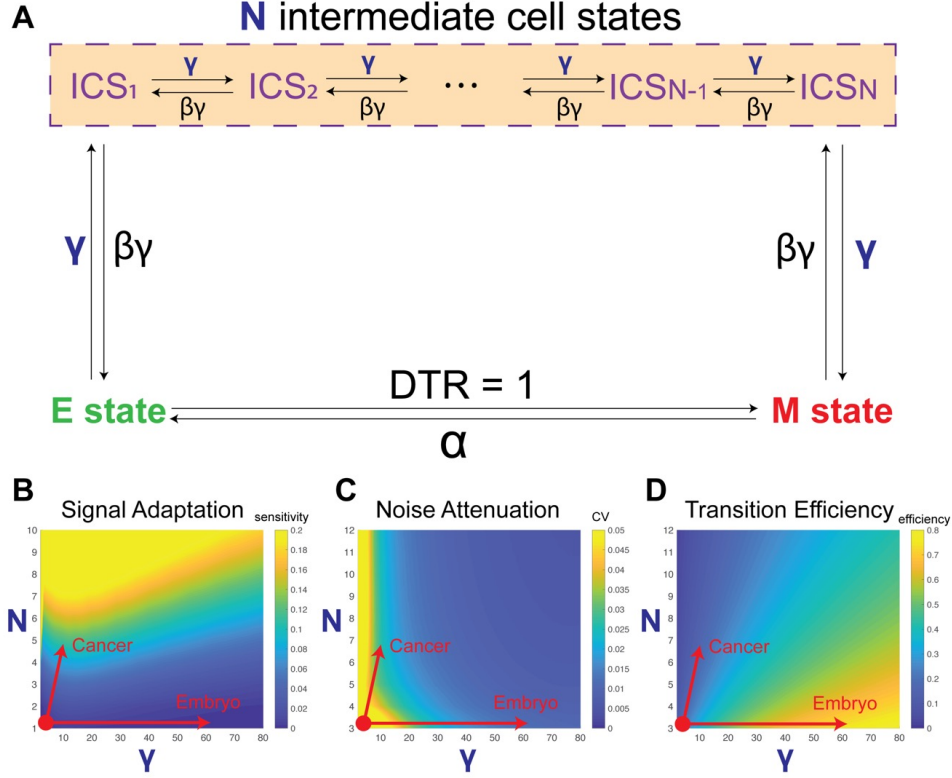 A
N intermediate cell states
γ γ γ γ
ICS₁ ICS₂ ... ICSN-1 ICSN
βγ βγ βγ βγ
γ βγ βγ γ
DTR = 1
E state M state
α
B Signal Adaptation sensitivity
10 9 8 7 6 5 4 3 2 1
N
Cancer
Embryo
10 20 30 40 50 60 70 80
γ
0.2 0.18 0.16 0.14 0.12 0.1 0.08 0.06 0.04 0.02 0
C Noise Attenuation CV
12 11 10 9 8 7 6 5 4 3
N
Cancer
Embryo
10 20 30 40 50 60 70 80
γ
0.05 0.045 0.04 0.035 0.03 0.025 0.02 0.015 0.01 0.005 0
D Transition Efficiency efficiency
12 11 10 9 8 7 6 5 4 3
N
Cancer
Embryo
10 20 30 40 50 60 70 80
γ
0.8 0.7 0.6 0.5 0.4 0.3 0.2 0.1 0